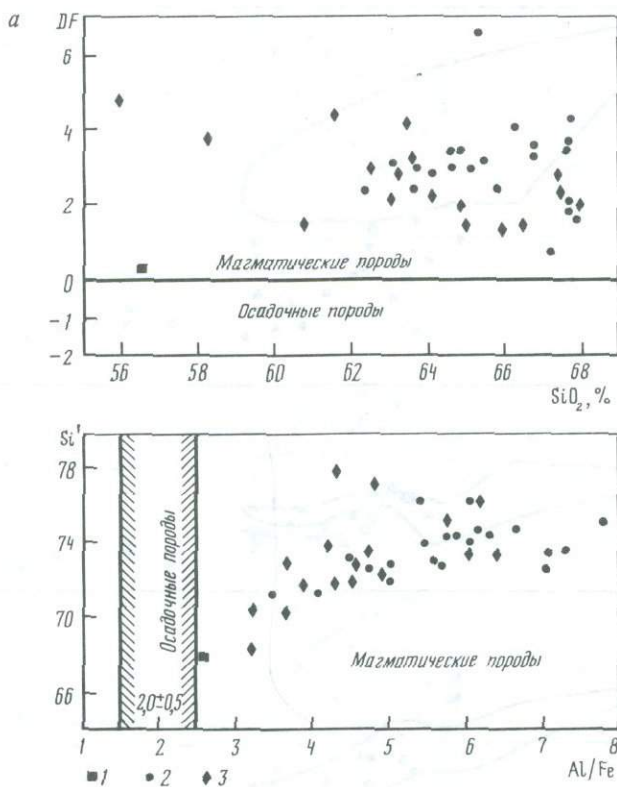 а DF
6
4
2
0
-1
-2
Магматические породы
Осадочные породы
56 58 60 62 64 66 68
SiO2, %
Si'
78
74
70
66
Осадочные породы
2,0±0,5
Магматические породы
1 2 3 4 5 6 7 8
Al/Fe
■ 1 ● 2 ♦ 3